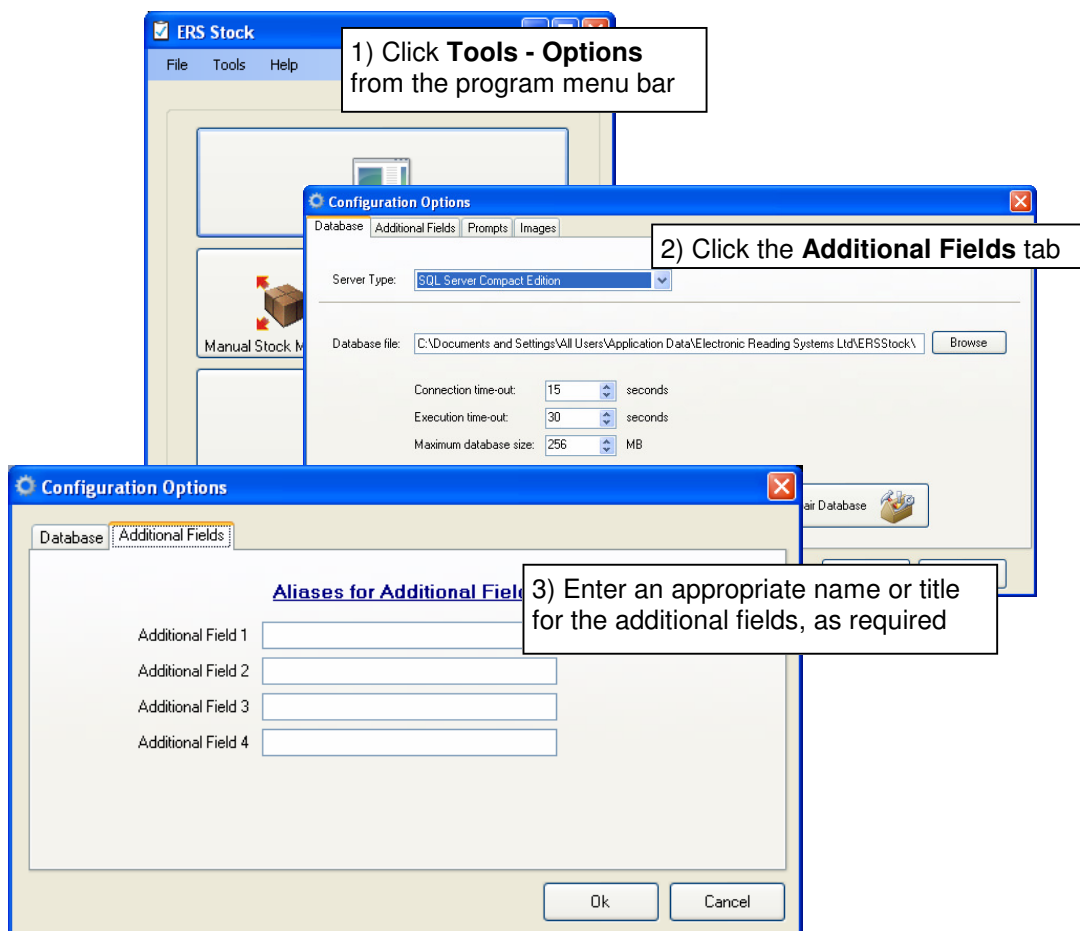 ERS Stock
1) Click Tools - Options
from the program menu bar
File Tools Help
Configuration Options
Database Additional Fields Prompts Images
2) Click the Additional Fields tab
Server Type: SQL Server Compact Edition
Manual Stock
Database file: C:\Documents and Settings\All Users\Application Data\Electronic Reading Systems Ltd\ERSStock\ Browse
Connection time-out: 15 seconds
Execution time-out: 30 seconds
Maximum database size: 256 MB
Database
Configuration Options
Database Additional Fields
Aliases for Additional
3) Enter an appropriate name or title
for the additional fields, as required
Additional Field 1
Additional Field 2
Additional Field 3
Additional Field 4
Ok Cancel